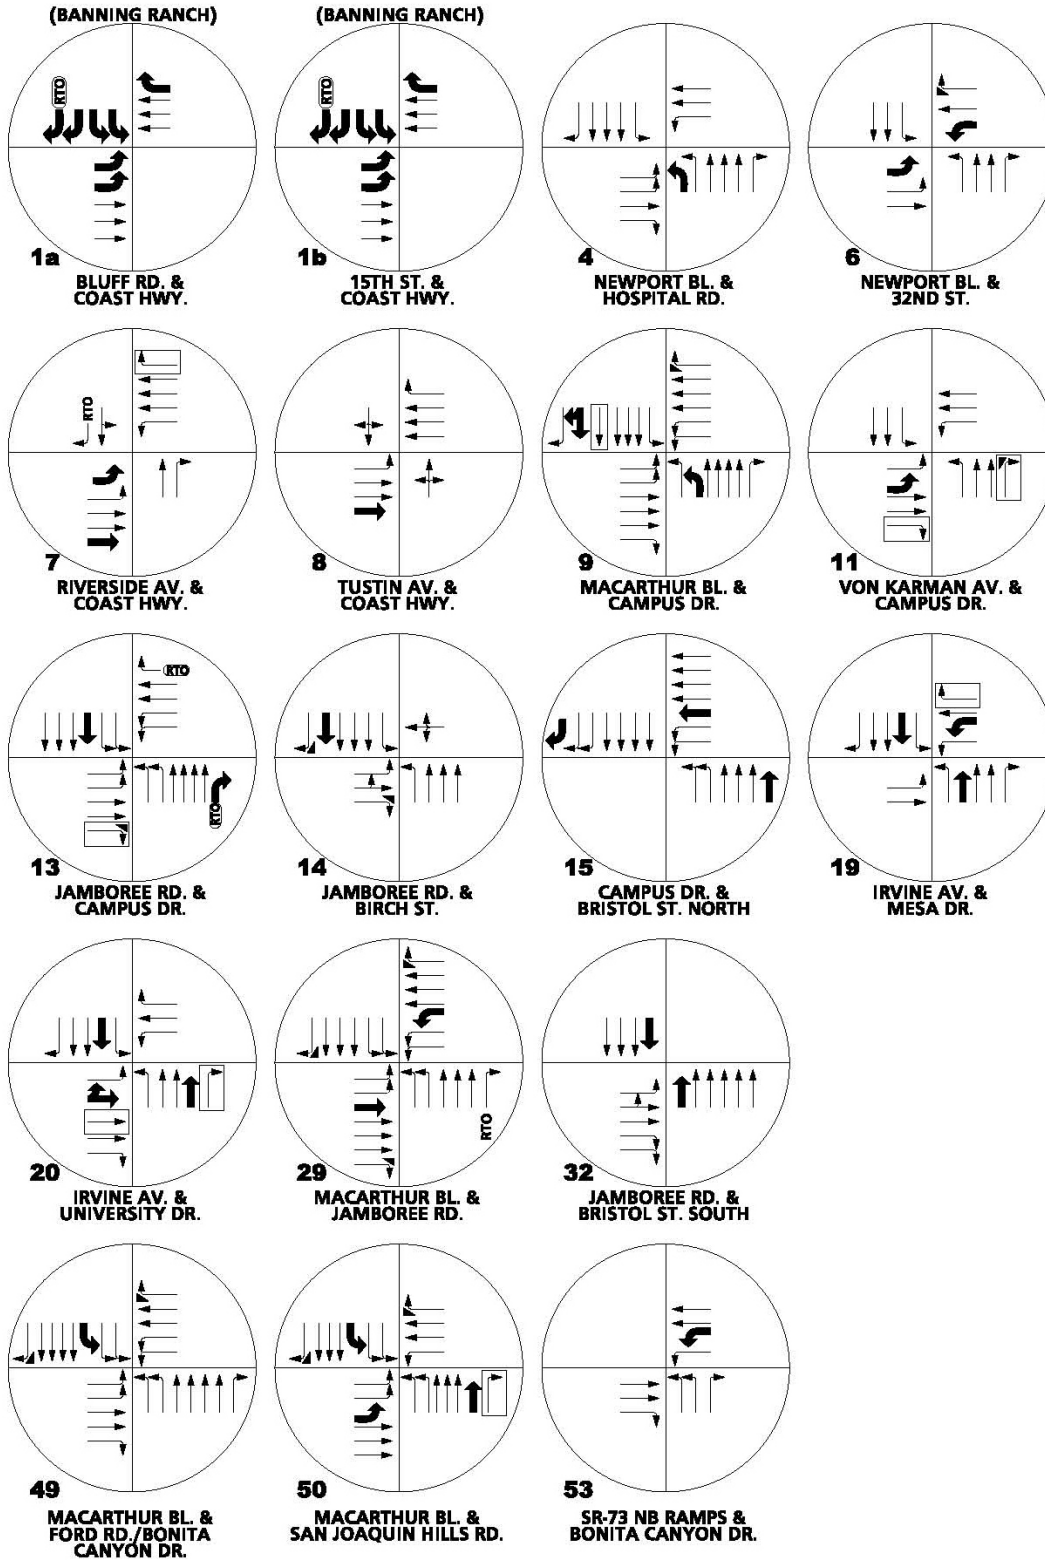 (BANNING RANCH)
(BANNING RANCH)
RTO
1a
BLUFF RD. &
COAST HWY.
RTO
1b
15TH ST. &
COAST HWY.
4
NEWPORT BL. &
HOSPITAL RD.
6
NEWPORT BL. &
32ND ST.
RTO
7
RIVERSIDE AV. &
COAST HWY.
8
TUSTIN AV. &
COAST HWY.
9
MACARTHUR BL. &
CAMPUS DR.
11
VON KARMAN AV. &
CAMPUS DR.
RTO
RTO
13
JAMBOREE RD. &
CAMPUS DR.
14
JAMBOREE RD. &
BIRCH ST.
15
CAMPUS DR. &
BRISTOL ST. NORTH
19
IRVINE AV. &
MESA DR.
20
IRVINE AV. &
UNIVERSITY DR.
RTO
29
MACARTHUR BL. &
JAMBOREE RD.
32
JAMBOREE RD. &
BRISTOL ST. SOUTH
49
MACARTHUR BL. &
FORD RD./BONITA
CANYON DR.
50
MACARTHUR BL. &
SAN JOAQUIN HILLS RD.
53
SR-73 NB RAMPS &
BONITA CANYON DR.